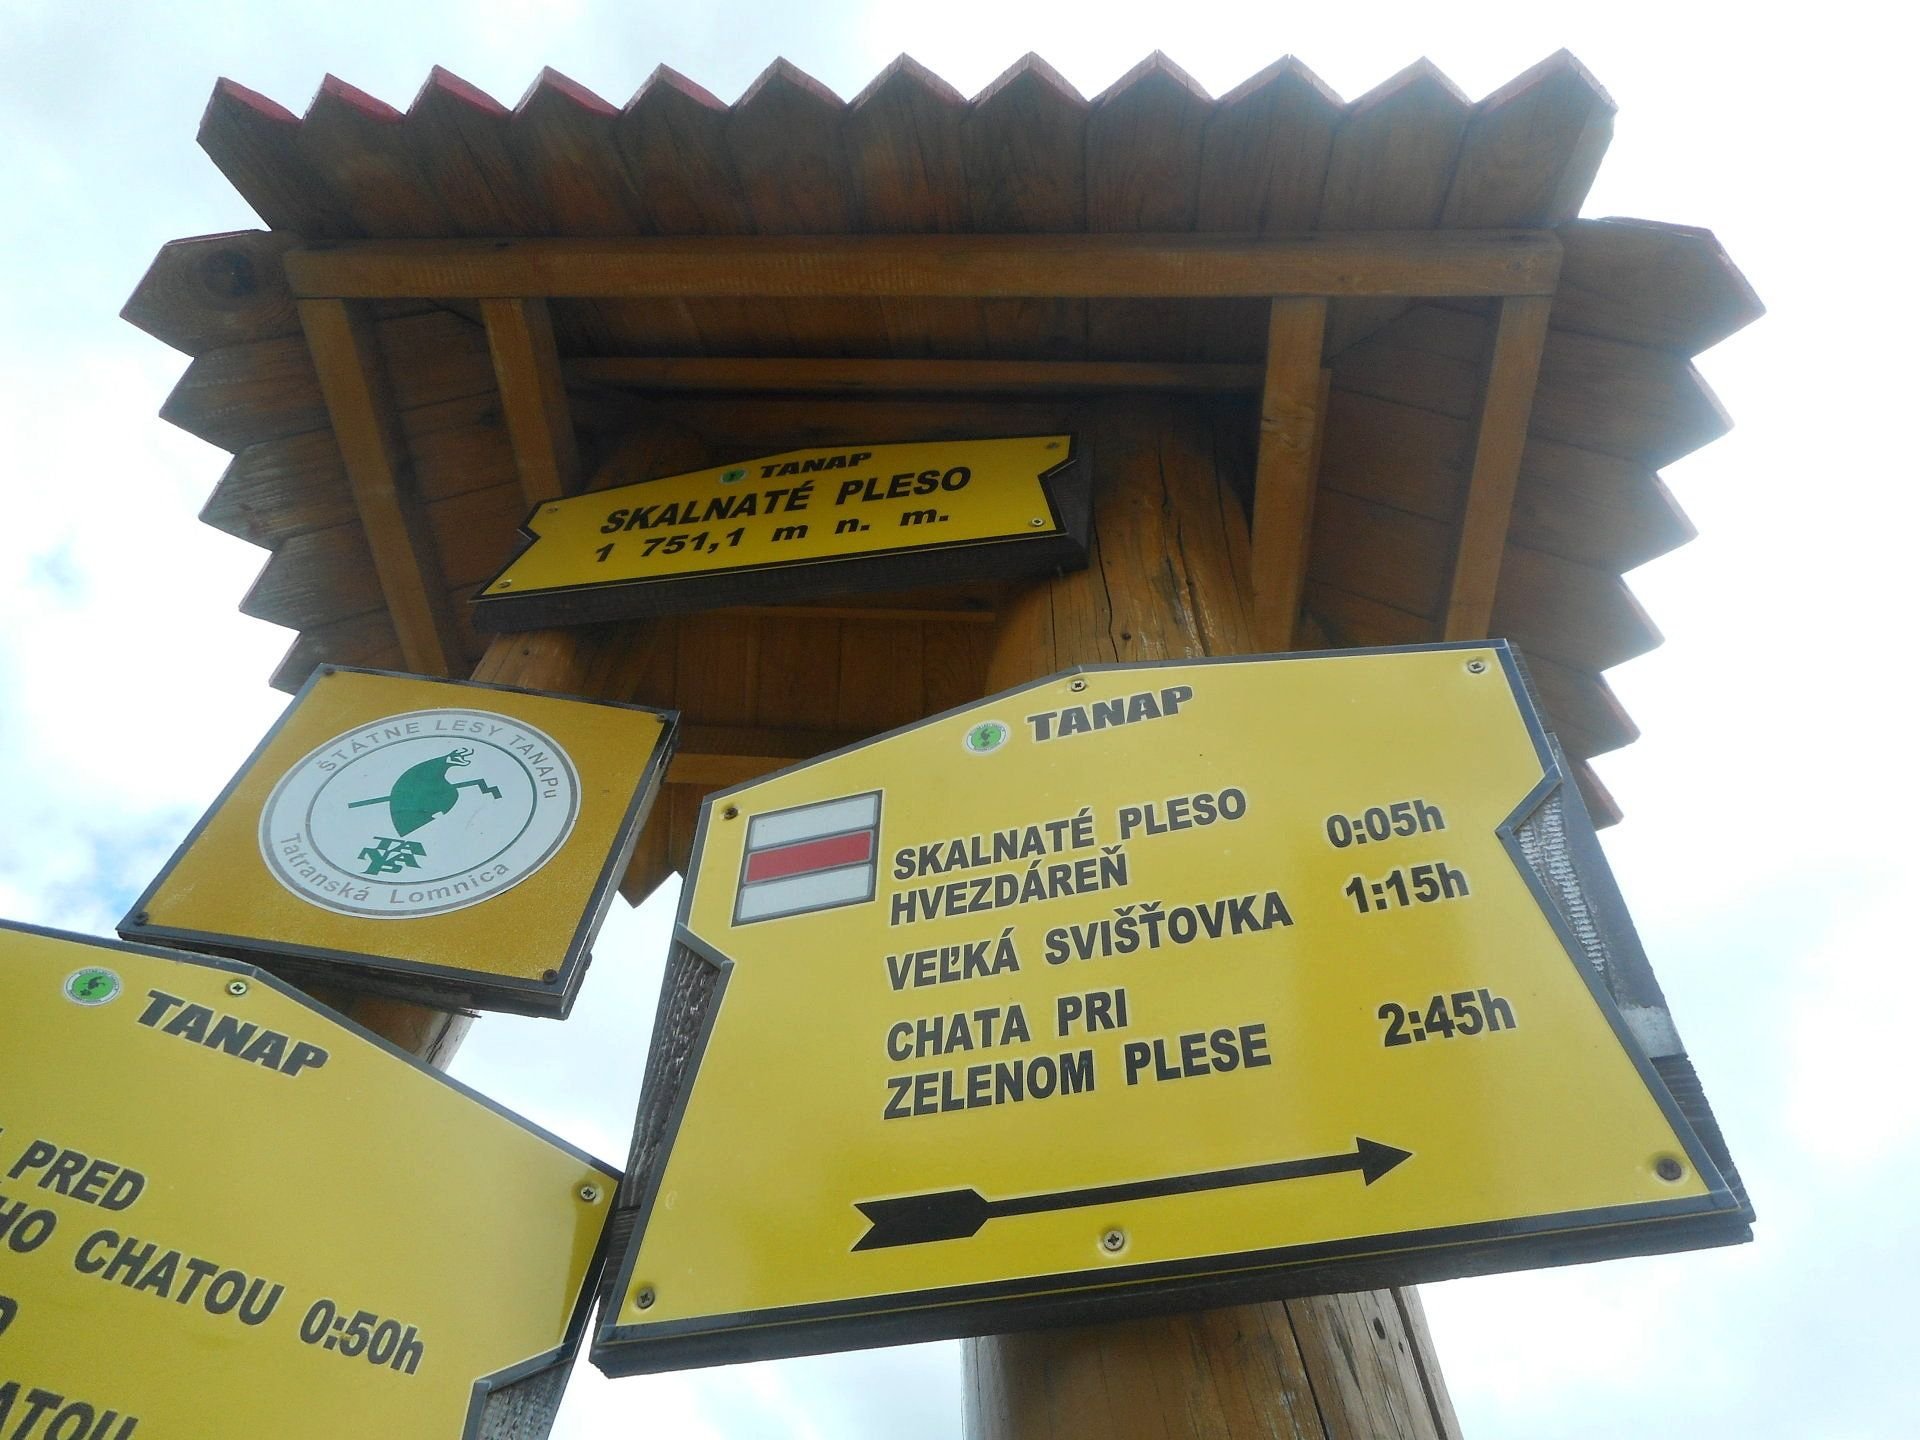 TANAP
SKALNATÉ PLESO
1 751,1 m n. m.
ŠTÁTNE LESY TANAPu
TANAP
Tatranská Lomnica
TANAP
SKALNATÉ PLESO 0:05h
HVEZDÁREŇ
VEĽKÁ SVIŠŤOVKA 1:15h
CHATA PRI
ZELENOM PLESE 2:45h
TANAP
PRED
CHATOU 0:50h